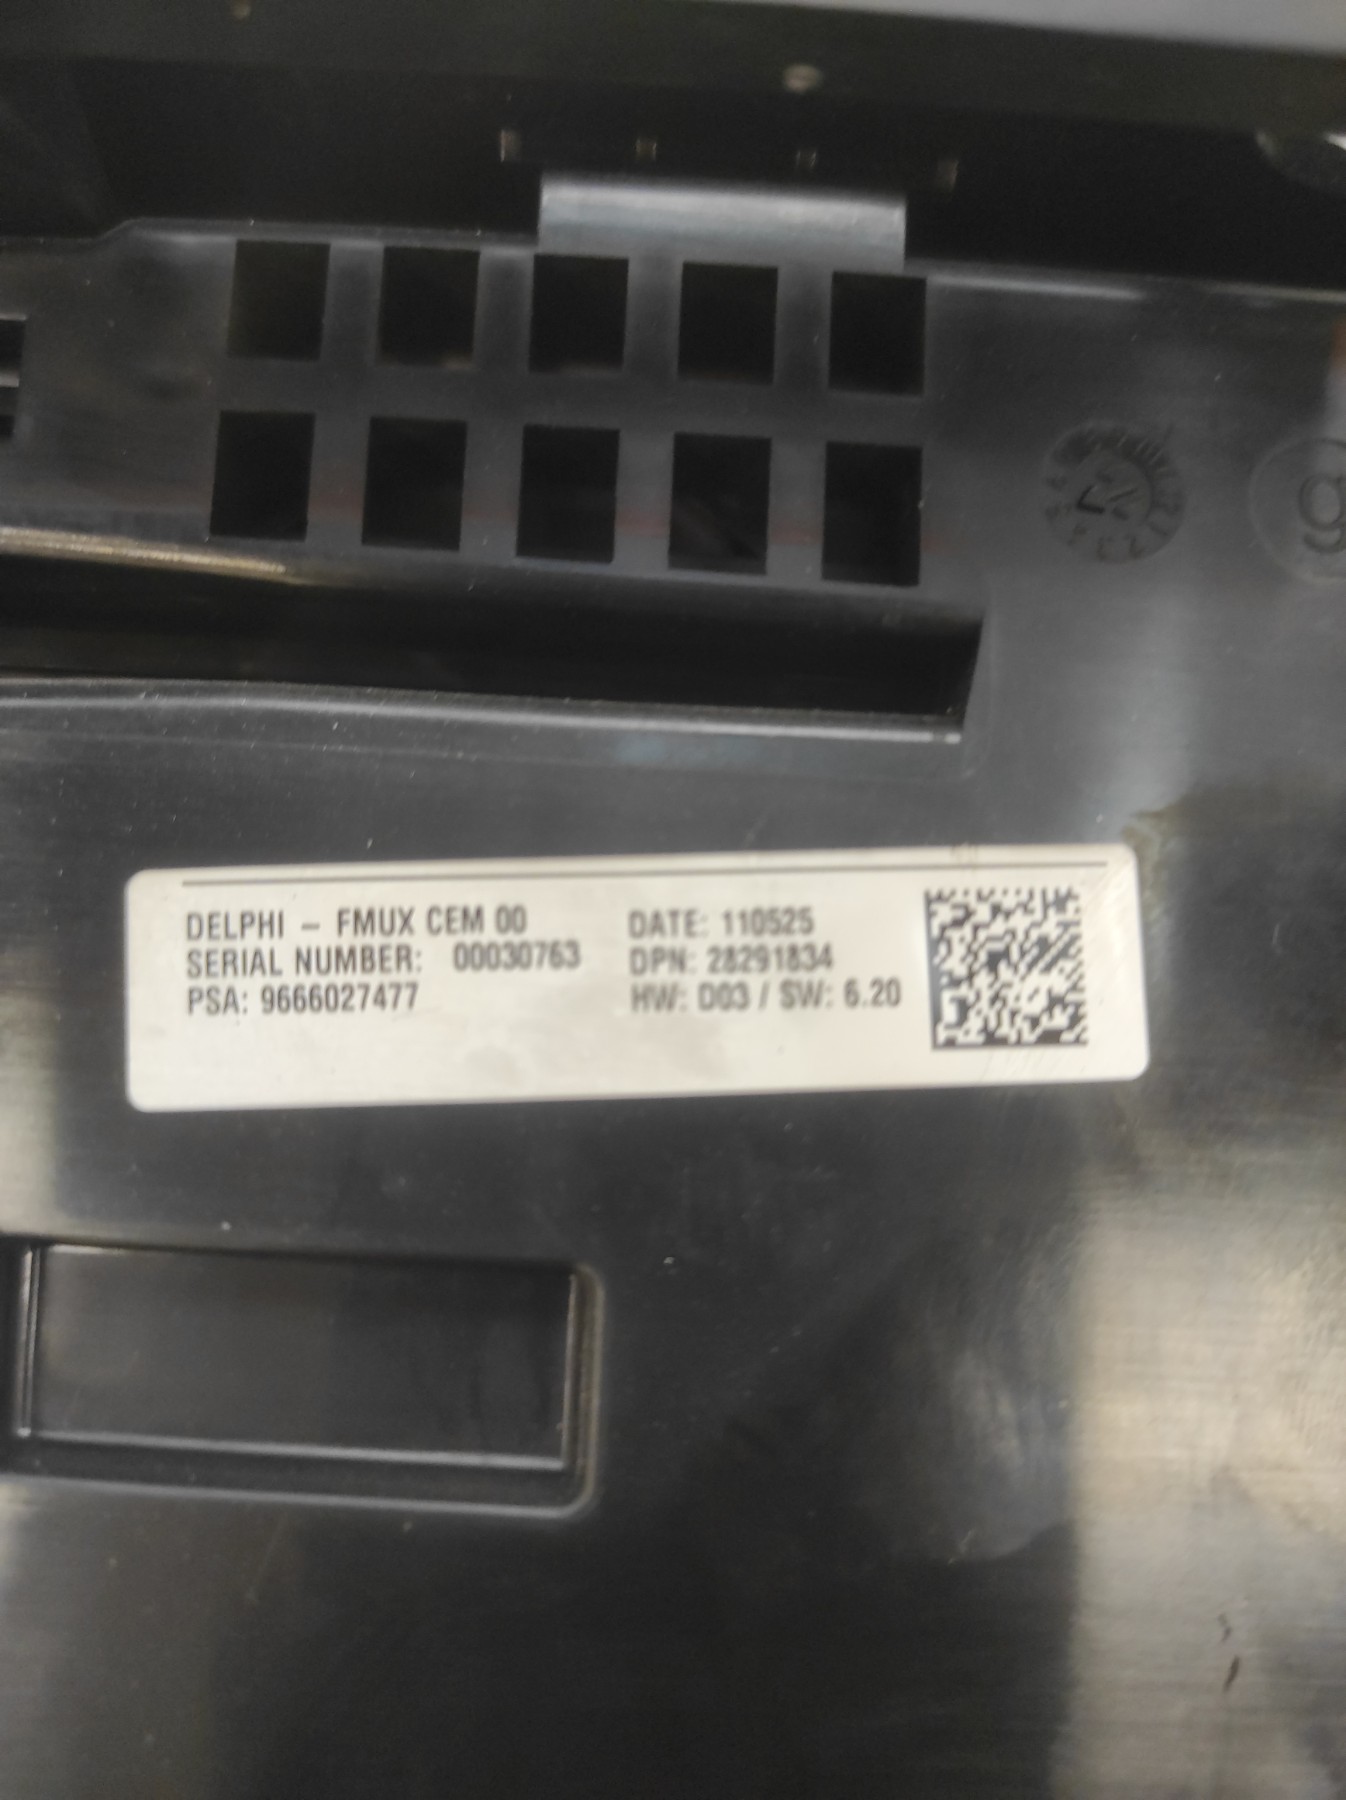 DELPHI - FMUX CEM 00 DATE: 110525
SERIAL NUMBER: 00030763 DPN: 28291834
PSA: 9666027477 HW: D03 / SW: 6.20
g